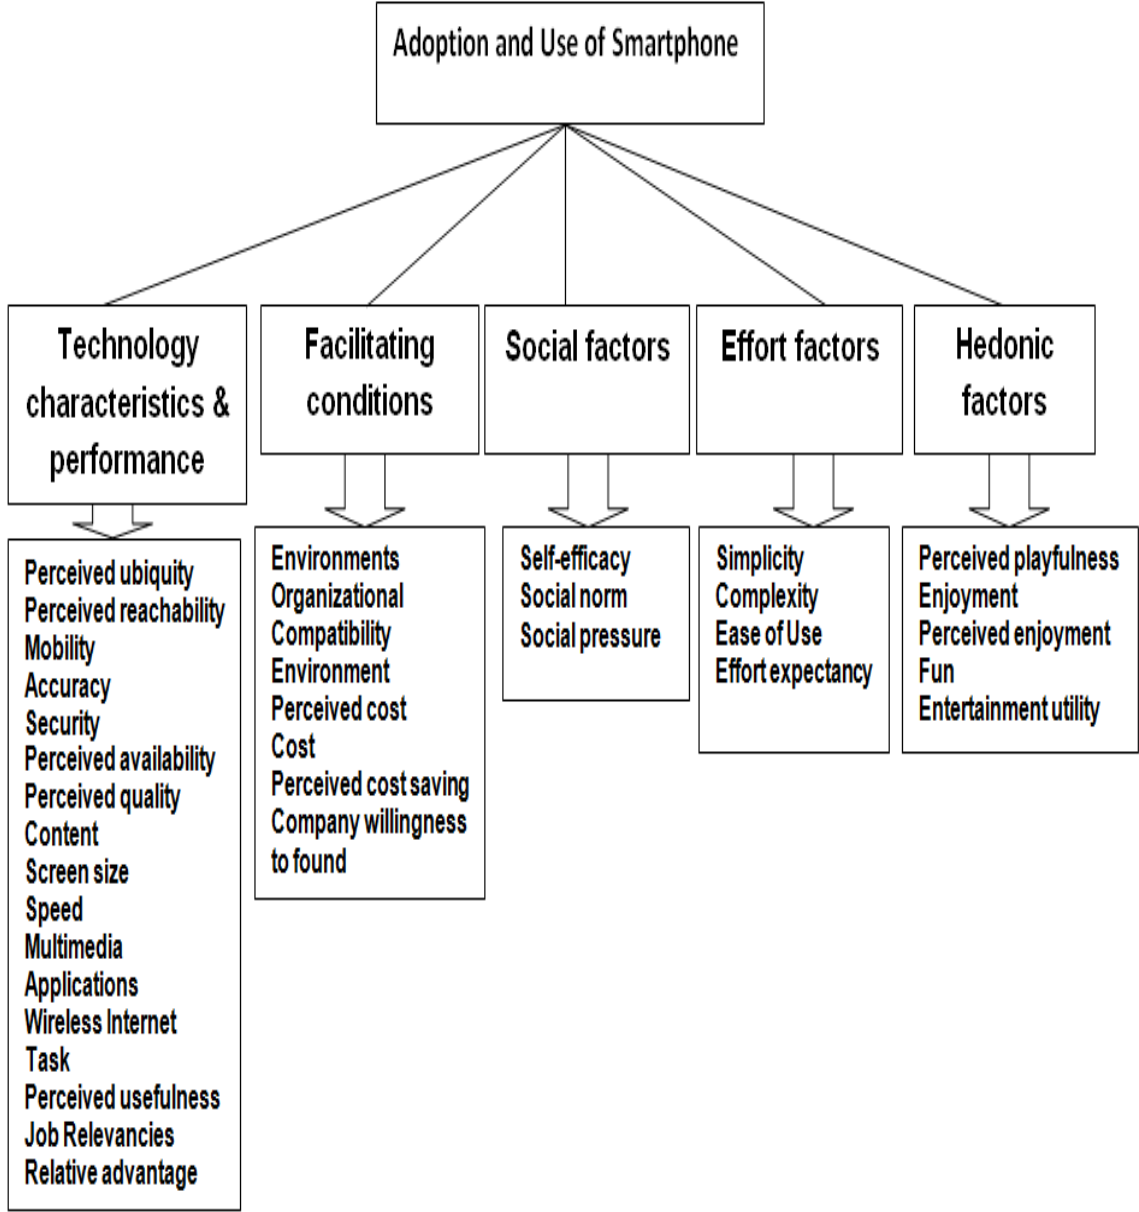 Adoption and Use of Smartphone
Technology
characteristics &
performance
Facilitating
conditions
Social factors
Effort factors
Hedonic
factors
Perceived ubiquity
Perceived reachability
Mobility
Accuracy
Security
Perceived availability
Perceived quality
Content
Screen size
Speed
Multimedia
Applications
Wireless Internet
Task
Perceived usefulness
Job Relevancies
Relative advantage
Environments
Organizational
Compatibility
Environment
Perceived cost
Cost
Perceived cost saving
Company willingness
to found
Self-efficacy
Social norm
Social pressure
Simplicity
Complexity
Ease of Use
Effort expectancy
Perceived playfulness
Enjoyment
Perceived enjoyment
Fun
Entertainment utility